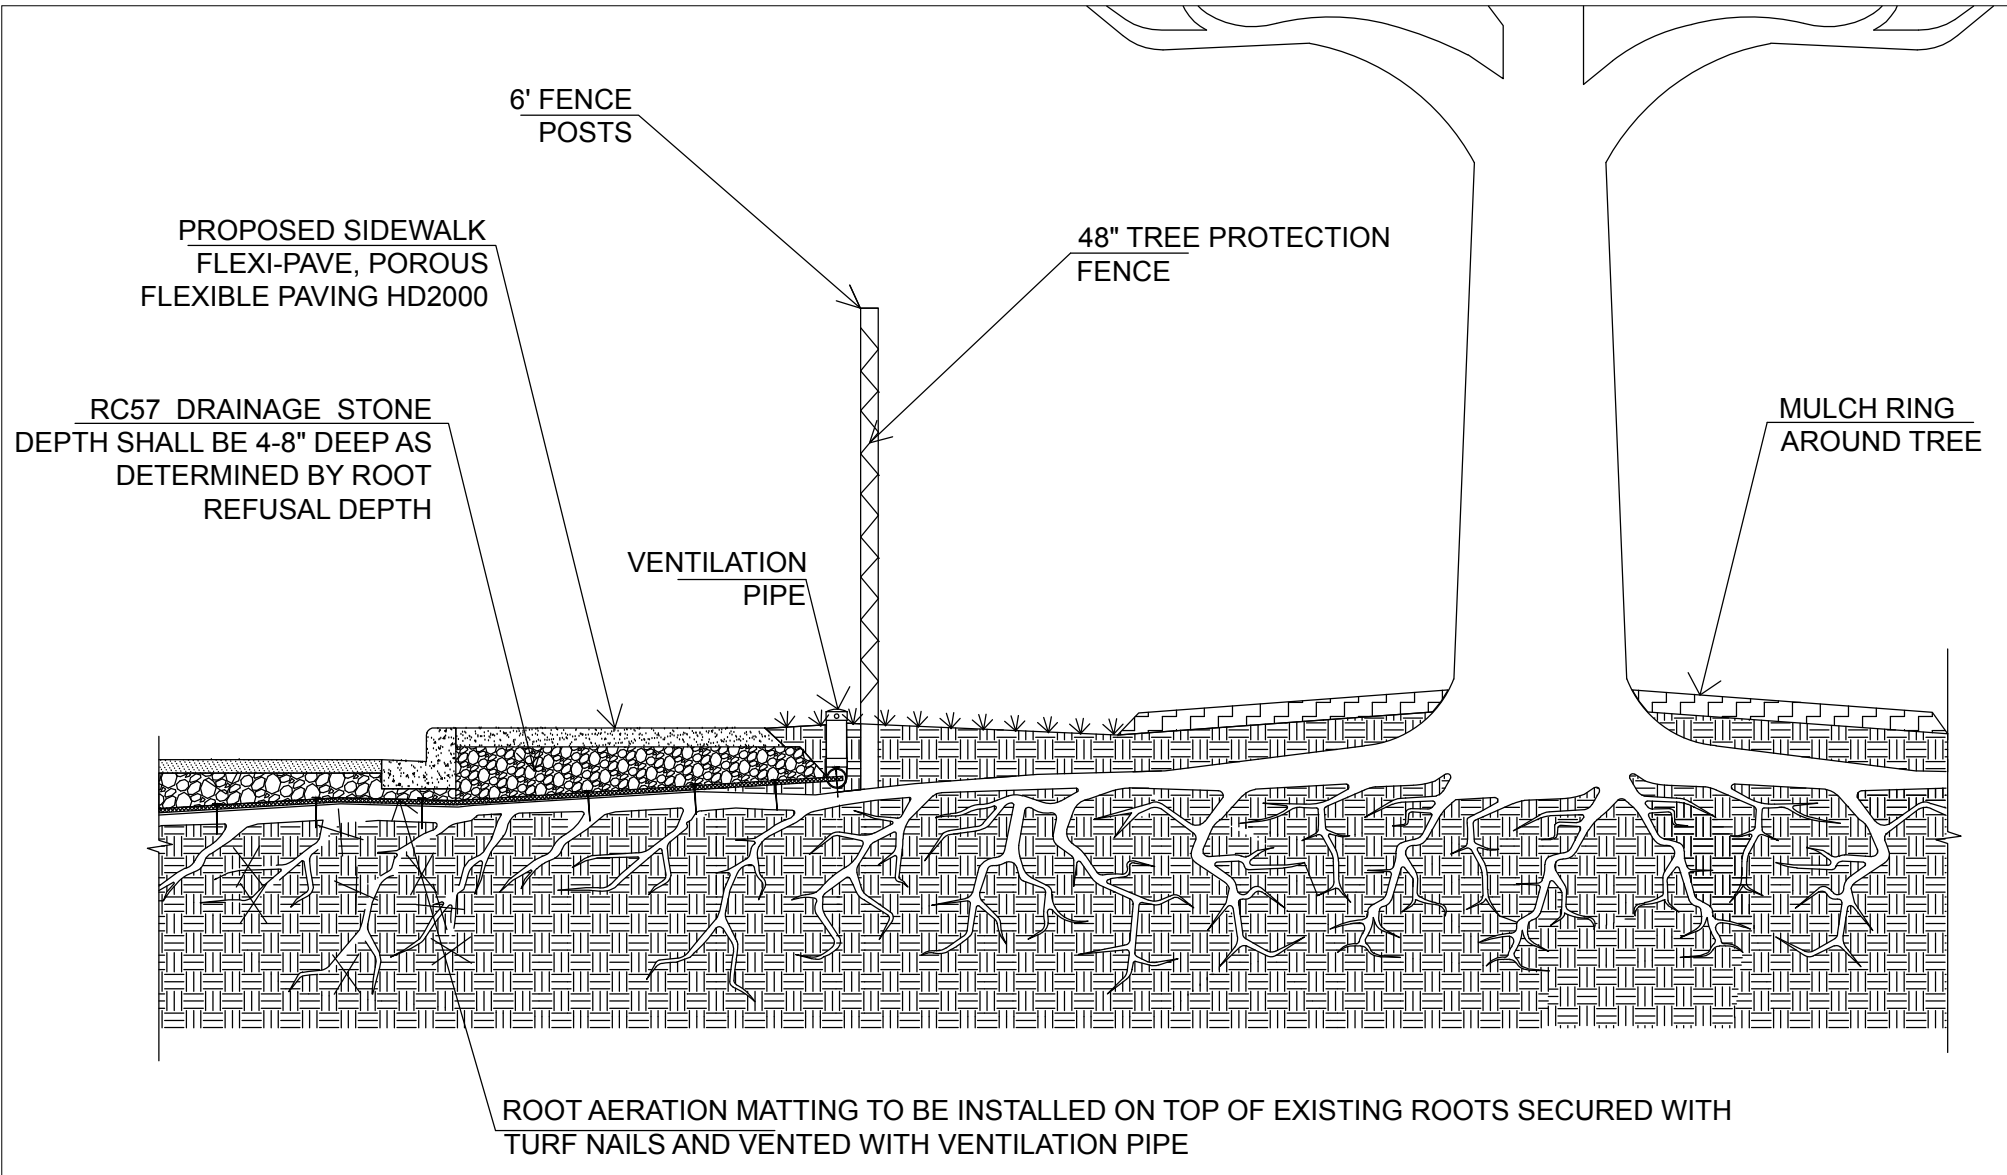 6' FENCE
POSTS
PROPOSED SIDEWALK
FLEXI-PAVE, POROUS
FLEXIBLE PAVING HD2000
48" TREE PROTECTION
FENCE
RC57 DRAINAGE STONE
DEPTH SHALL BE 4-8" DEEP AS
DETERMINED BY ROOT
REFUSAL DEPTH
MULCH RING
AROUND TREE
VENTILATION
PIPE
ROOT AERATION MATTING TO BE INSTALLED ON TOP OF EXISTING ROOTS SECURED WITH
TURF NAILS AND VENTED WITH VENTILATION PIPE